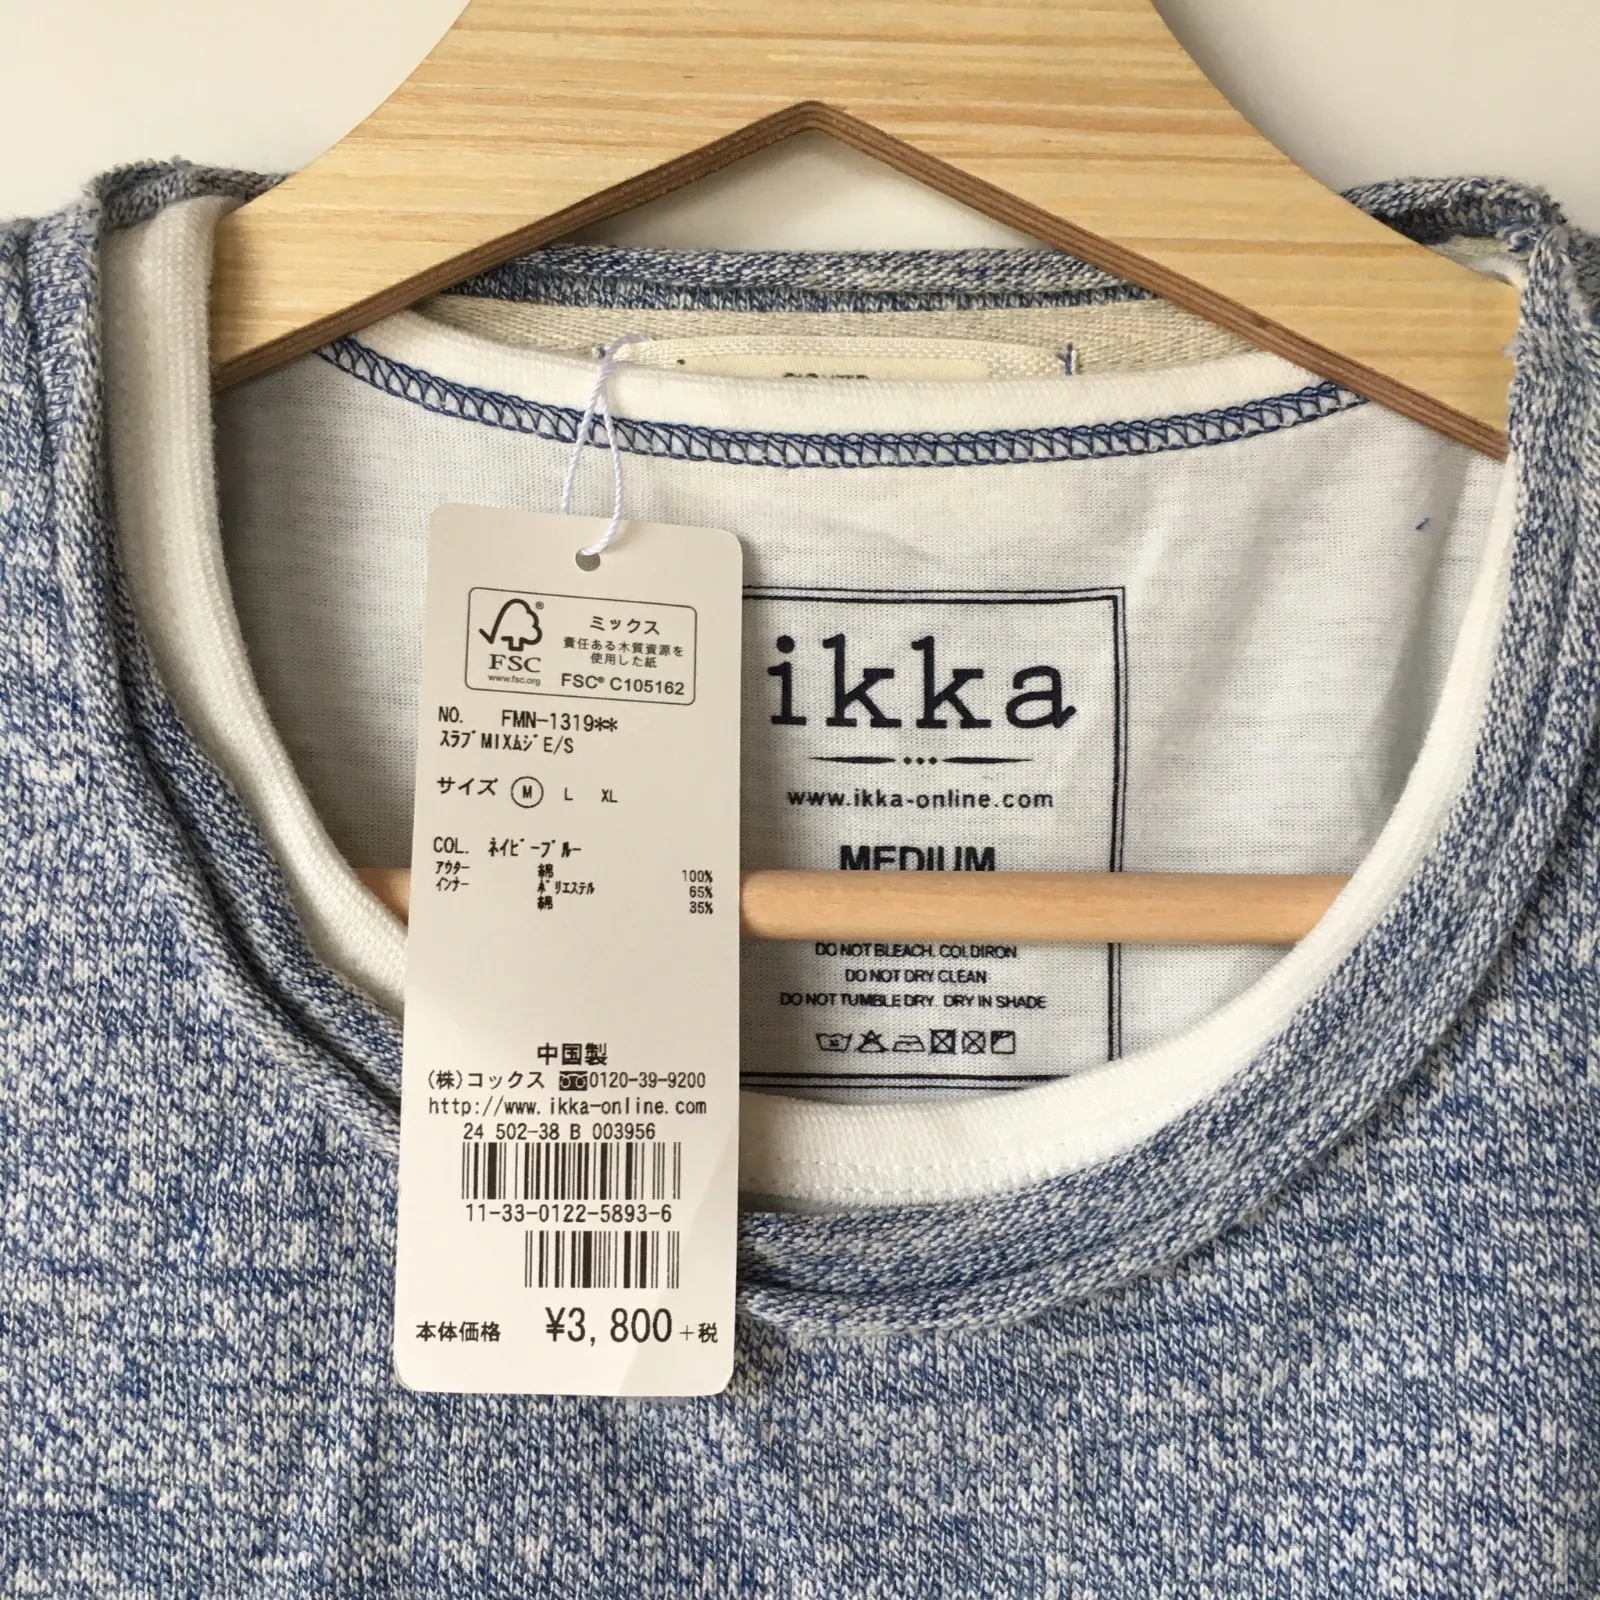 FSC
www.fsc.org
ミックス
責任ある木質資源を
使用した紙
FSC® C105162
NO. FMN-1319**
スラブMIXムジE/S
サイズ M L XL
COL. ネイビーブルー
アウター 綿 100%
インナー ポリエステル 65%
綿 35%
中国製
(株)コックス 0120-39-9200
http://www.ikka-online.com
24 502-38 B 003956
11-33-0122-5893-6
本体価格 ¥3,800+税
ikka
www.ikka-online.com
MEDIUM
DO NOT BLEACH. COLDIRON
DO NOT DRY CLEAN
DO NOT TUMBLE DRY. DRY IN SHADE